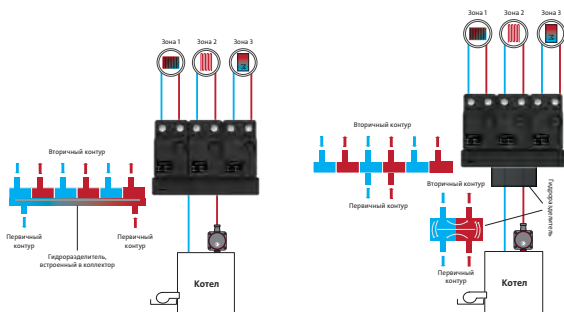 Зона 1 Зона 2 Зона 3
Вторичный контур
Первичный
контур
Первичный
контур
Гидроразделитель,
встроенный в коллектор
Котел
Зона 1 Зона 2 Зона 3
Вторичный контур
Первичный контур
Вторичный контур
Гидроразделитель
Первичный
контур
Котел